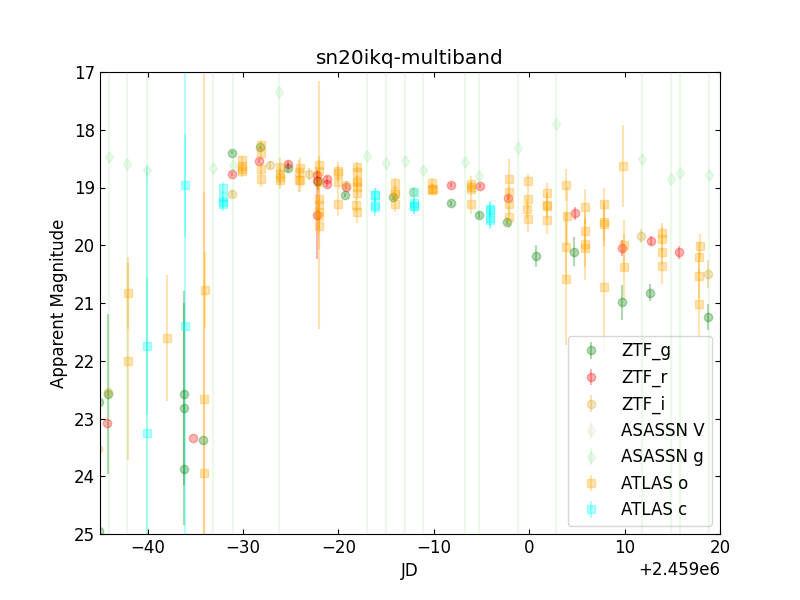 sn20ikq-multiband
Apparent Magnitude
17
18
19
20
21
22
23
24
25
ZTF_g
ZTF_r
ZTF_i
ASASSN V
ASASSN g
ATLAS o
ATLAS c
−40
−30
−20
−10
0
10
20
JD
+2.459e6